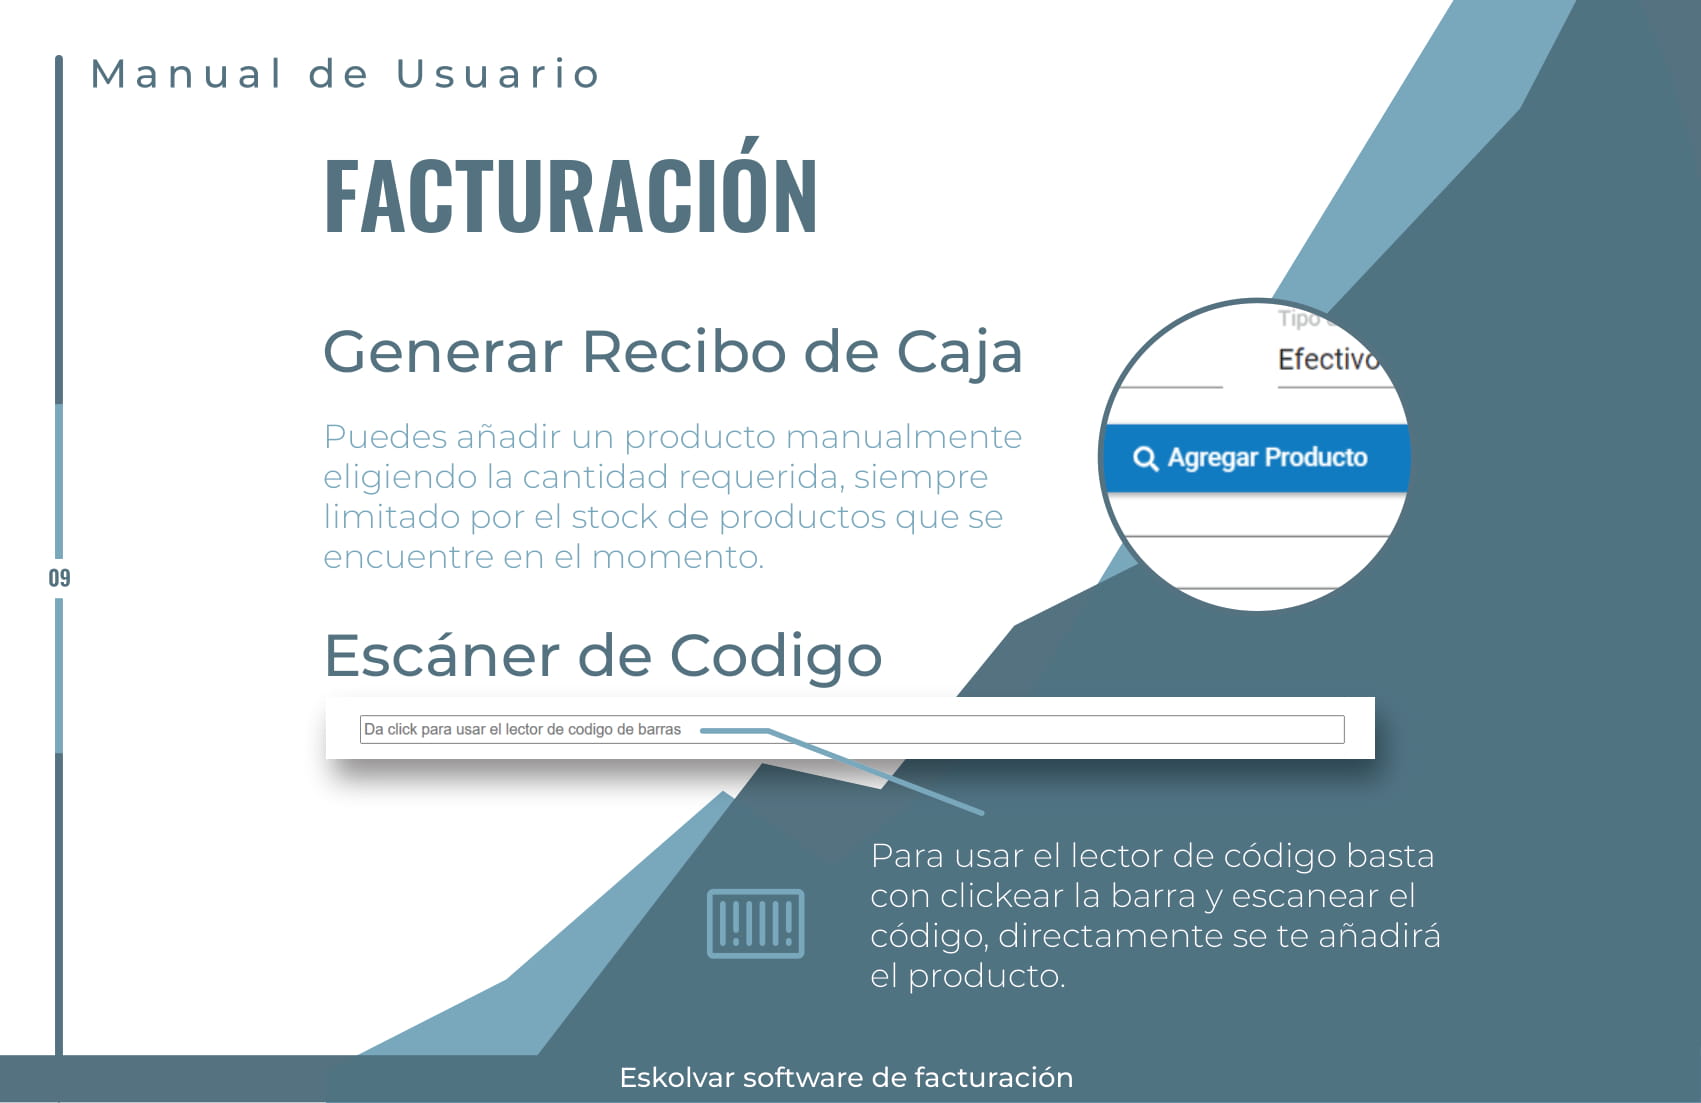 Manual de Usuario
FACTURACIÓN
Generar Recibo de Caja
Puedes añadir un producto manualmente
eligiendo la cantidad requerida, siempre
limitado por el stock de productos que se
encuentre en el momento.
Tipo
Efectivo
Agregar Producto
09
Escáner de Codigo
Da click para usar el lector de codigo de barras
Para usar el lector de código basta
con clickear la barra y escanear el
código, directamente se te añadirá
el producto.
Eskolvar software de facturación